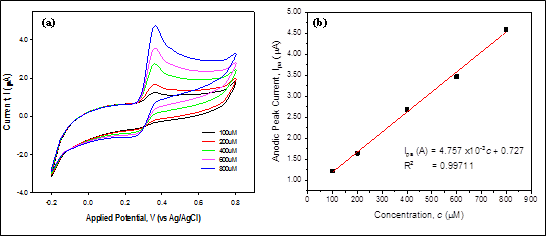 (a)
Current, I (μA)
4.0
2.0
0.0
-2.0
-4.0
100uM
200uM
400uM
600uM
800uM
-0.2
0.0
0.2
0.4
0.6
0.8
Applied Potential, V (vs Ag/AgCl)
(b)
Anodic Peak Current, Ipa (μA)
5.00
4.50
4.00
3.50
3.00
2.50
2.00
1.50
1.00
Ipa (A) = 4.757 x10-2c + 0.727
R2 = 0.99711
0 100 200 300 400 500 600 700 800 900
Concentration, c (μM)